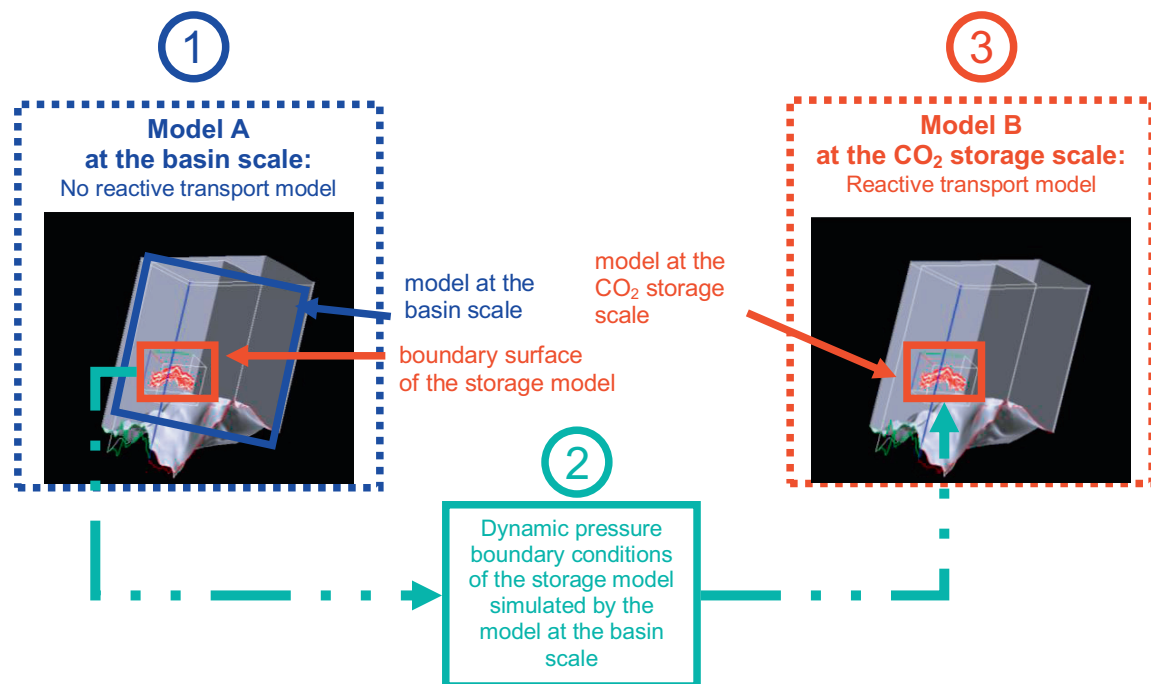 1
Model A
at the basin scale:
No reactive transport model
model at the
basin scale
boundary surface
of the storage model
2
Dynamic pressure
boundary conditions
of the storage model
simulated by the
model at the basin
scale
3
Model B
at the CO₂ storage scale:
Reactive transport model
model at the
CO₂ storage
scale